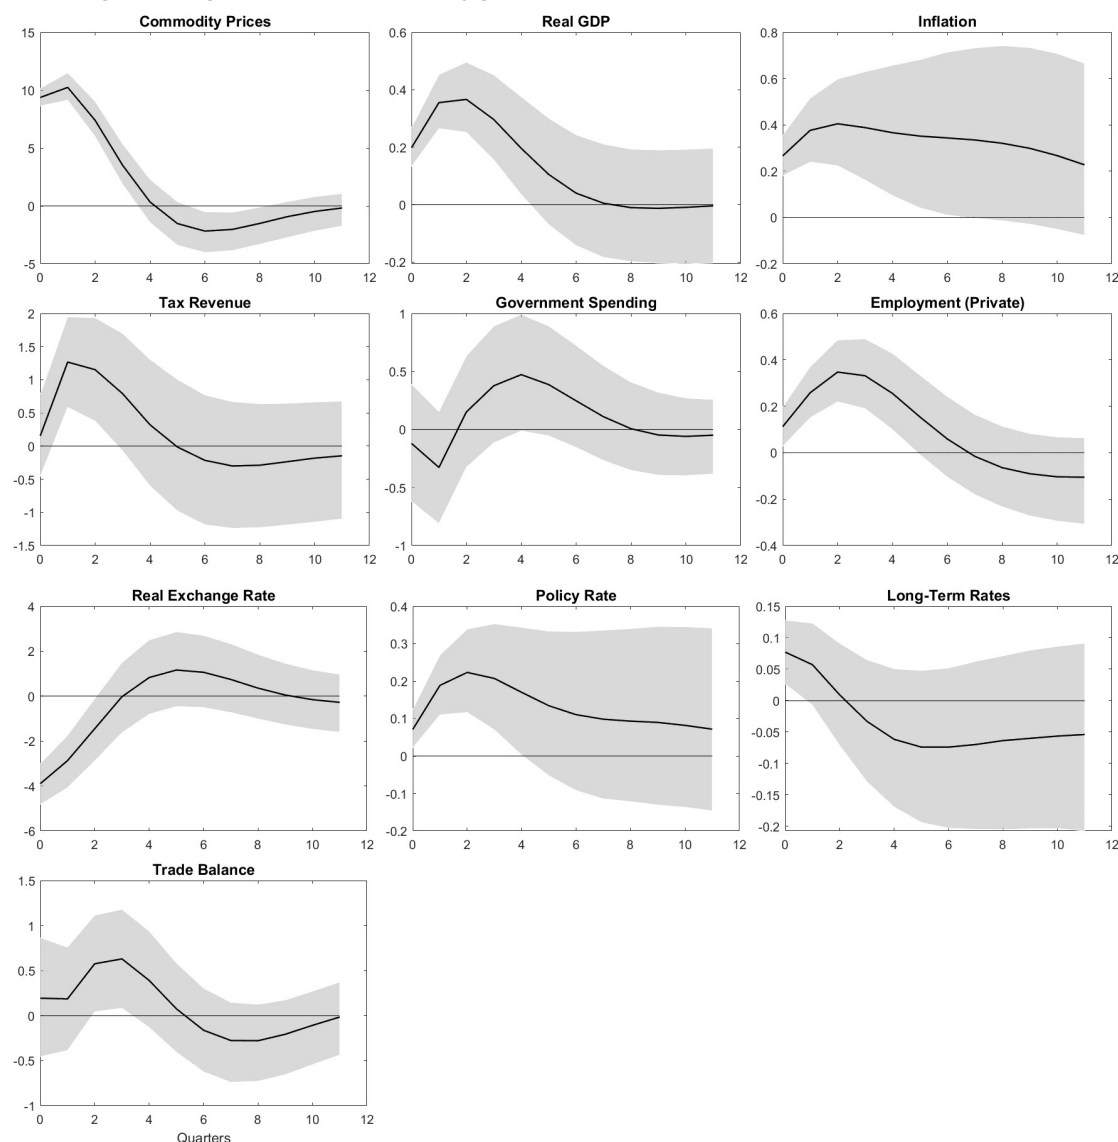 Commodity Prices
15
10
5
0
-5
0 2 4 6 8 10 12
Real GDP
0.6
0.4
0.2
0
-0.2
0 2 4 6 8 10 12
Inflation
0.8
0.6
0.4
0.2
0
-0.2
0 2 4 6 8 10 12
Tax Revenue
2
1.5
1
0.5
0
-0.5
-1
-1.5
0 2 4 6 8 10 12
Government Spending
1
0.5
0
-0.5
-1
0 2 4 6 8 10 12
Employment (Private)
0.6
0.4
0.2
0
-0.2
-0.4
0 2 4 6 8 10 12
Real Exchange Rate
4
2
0
-2
-4
-6
0 2 4 6 8 10 12
Policy Rate
0.4
0.3
0.2
0.1
0
-0.1
-0.2
0 2 4 6 8 10 12
Long-Term Rates
0.15
0.1
0.05
0
-0.05
-0.1
-0.15
-0.2
0 2 4 6 8 10 12
Trade Balance
1.5
1
0.5
0
-0.5
-1
0 2 4 6 8 10 12
Quarters